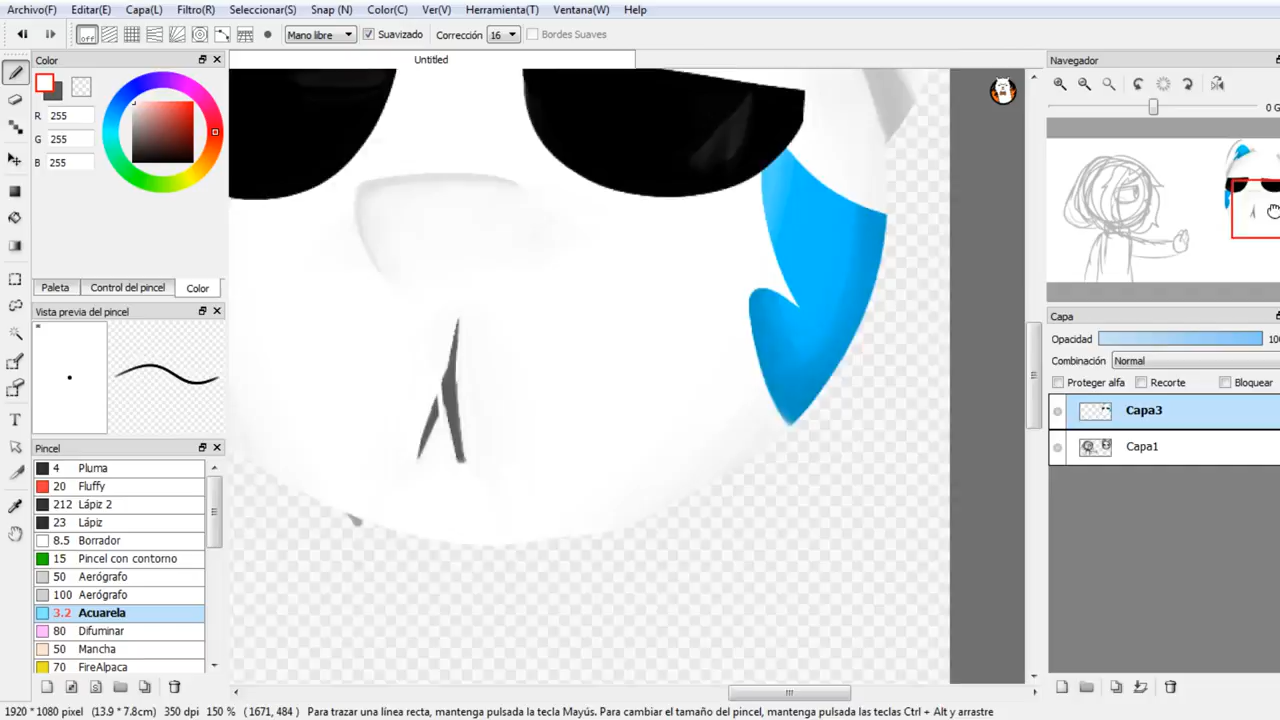 Archivo(F) Editar(E) Capa(L) Filtro(R) Seleccionar(S) Snap (N) Color(C) Ver(V) Herramienta(T) Ventana(W) Help
Off Mano libre Suavizado Corrección 16 Bordes Suaves
Color
Untitled
Navegador
R 255
G 255
B 255
0 G
Paleta Control del pincel Color
Vista previa del pincel
Capa
Opacidad 100
Combinación Normal
Proteger alfa Recorte Bloquear
Capa3
Capa1
Pincel
4 Pluma
20 Fluffy
212 Lápiz 2
23 Lápiz
8.5 Borrador
15 Pincel con contorno
50 Aerógrafo
100 Aerógrafo
3.2 Acuarela
80 Difuminar
50 Mancha
70 FireAlpaca
1920 * 1080 pixel (13.9 * 7.8cm) 350 dpi 150 % (1671, 484) Para trazar una línea recta, mantenga pulsada la tecla Mayús. Para cambiar el tamaño del pincel, mantenga pulsadas las teclas Ctrl + Alt y arrastre